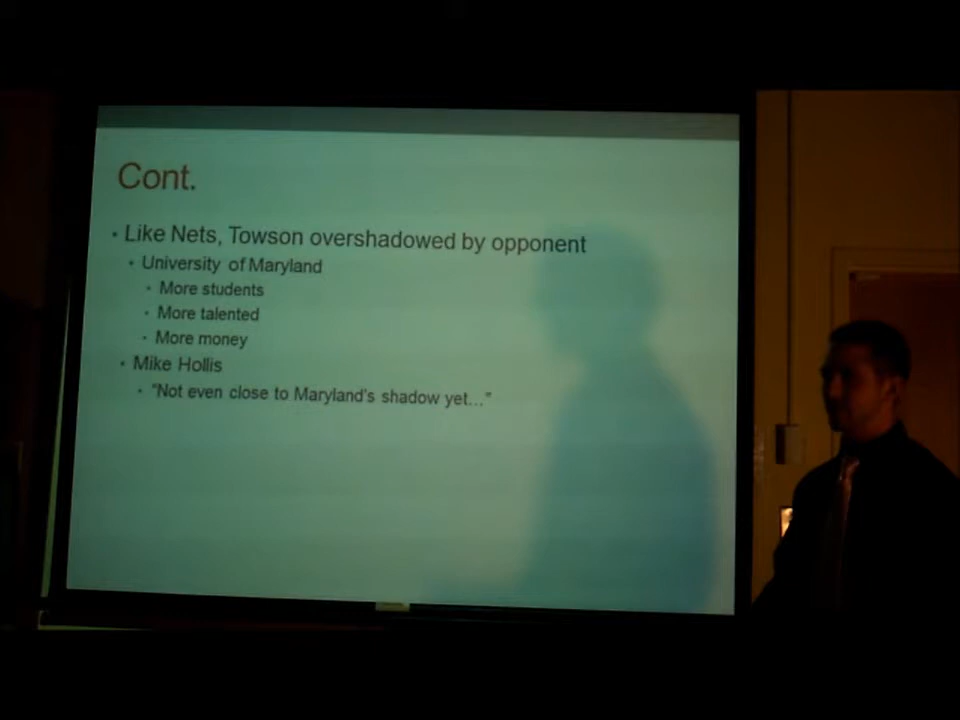 Cont.
• Like Nets, Towson overshadowed by opponent
• University of Maryland
• More students
• More talented
• More money
• Mike Hollis
• "Not even close to Maryland's shadow yet..."